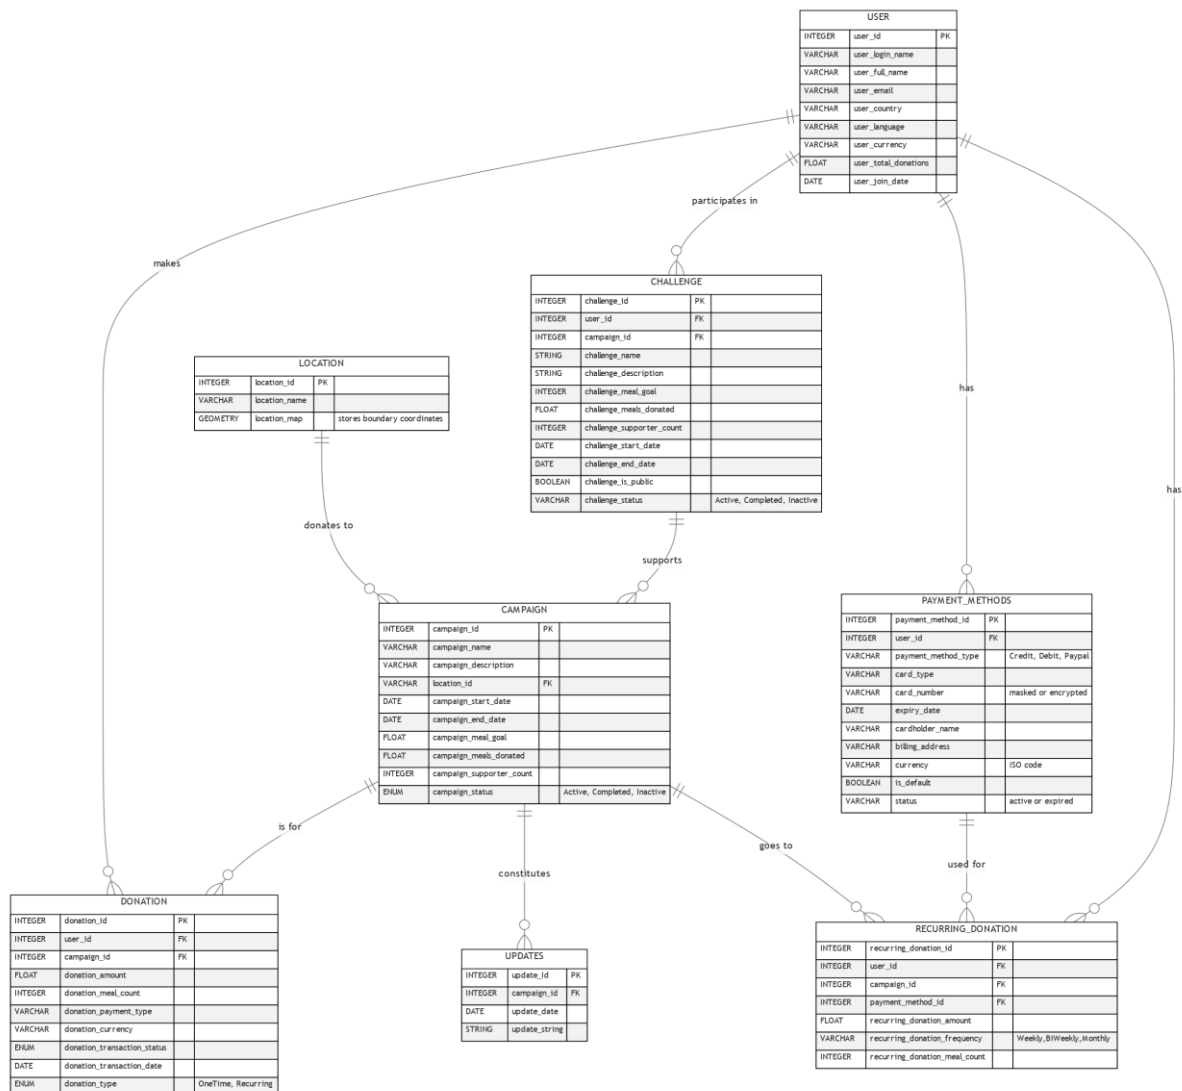 USER
INTEGER user_id PK
VARCHAR user_login_name
VARCHAR user_full_name
VARCHAR user_email
VARCHAR user_country
VARCHAR user_language
VARCHAR user_currency
FLOAT user_total_donations
DATE user_join_date
participates in
makes
CHALLENGE
INTEGER challenge_id PK
INTEGER user_id FK
INTEGER campaign_id FK
STRING challenge_name
STRING challenge_description
INTEGER challenge_meal_goal
FLOAT challenge_meals_donated
INTEGER challenge_supporter_count
DATE challenge_start_date
DATE challenge_end_date
BOOLEAN challenge_is_public
VARCHAR challenge_status Active, Completed, Inactive
LOCATION
INTEGER location_id PK
VARCHAR location_name
GEOMETRY location_map stores boundary coordinates
has
has
donates to
supports
CAMPAIGN
INTEGER campaign_id PK
VARCHAR campaign_name
VARCHAR campaign_description
VARCHAR location_id FK
DATE campaign_start_date
DATE campaign_end_date
FLOAT campaign_meal_goal
FLOAT campaign_meals_donated
INTEGER campaign_supporter_count
ENUM campaign_status Active, Completed, Inactive
PAYMENT_METHODS
INTEGER payment_method_id PK
INTEGER user_id FK
VARCHAR payment_method_type Credit, Debit, Paypal
VARCHAR card_type
VARCHAR card_number masked or encrypted
DATE expiry_date
VARCHAR cardholder_name
VARCHAR billing_address
VARCHAR currency ISO code
BOOLEAN is_default
VARCHAR status active or expired
is for
constitutes
goes to
used for
DONATION
INTEGER donation_id PK
INTEGER user_id FK
INTEGER campaign_id FK
FLOAT donation_amount
INTEGER donation_meal_count
VARCHAR donation_payment_type
VARCHAR donation_currency
ENUM donation_transaction_status
DATE donation_transaction_date
ENUM donation_type OneTime, Recurring
UPDATES
INTEGER update_id PK
INTEGER campaign_id FK
DATE update_date
STRING update_string
RECURRING_DONATION
INTEGER recurring_donation_id PK
INTEGER user_id FK
INTEGER campaign_id FK
INTEGER payment_method_id FK
FLOAT recurring_donation_amount
VARCHAR recurring_donation_frequency Weekly,BiWeekly,Monthly
INTEGER recurring_donation_meal_count